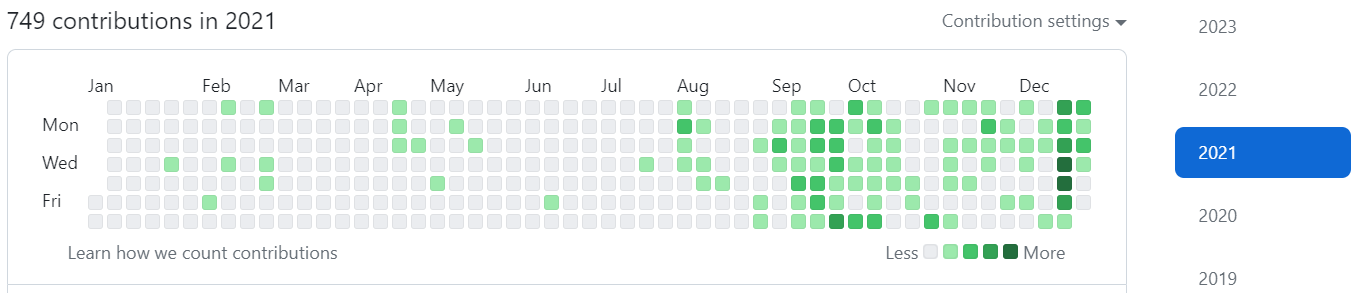 749 contributions in 2021
Contribution settings
Jan Feb Mar Apr May Jun Jul Aug Sep Oct Nov Dec
Mon
Wed
Fri
Learn how we count contributions
Less More
2023
2022
2021
2020
2019